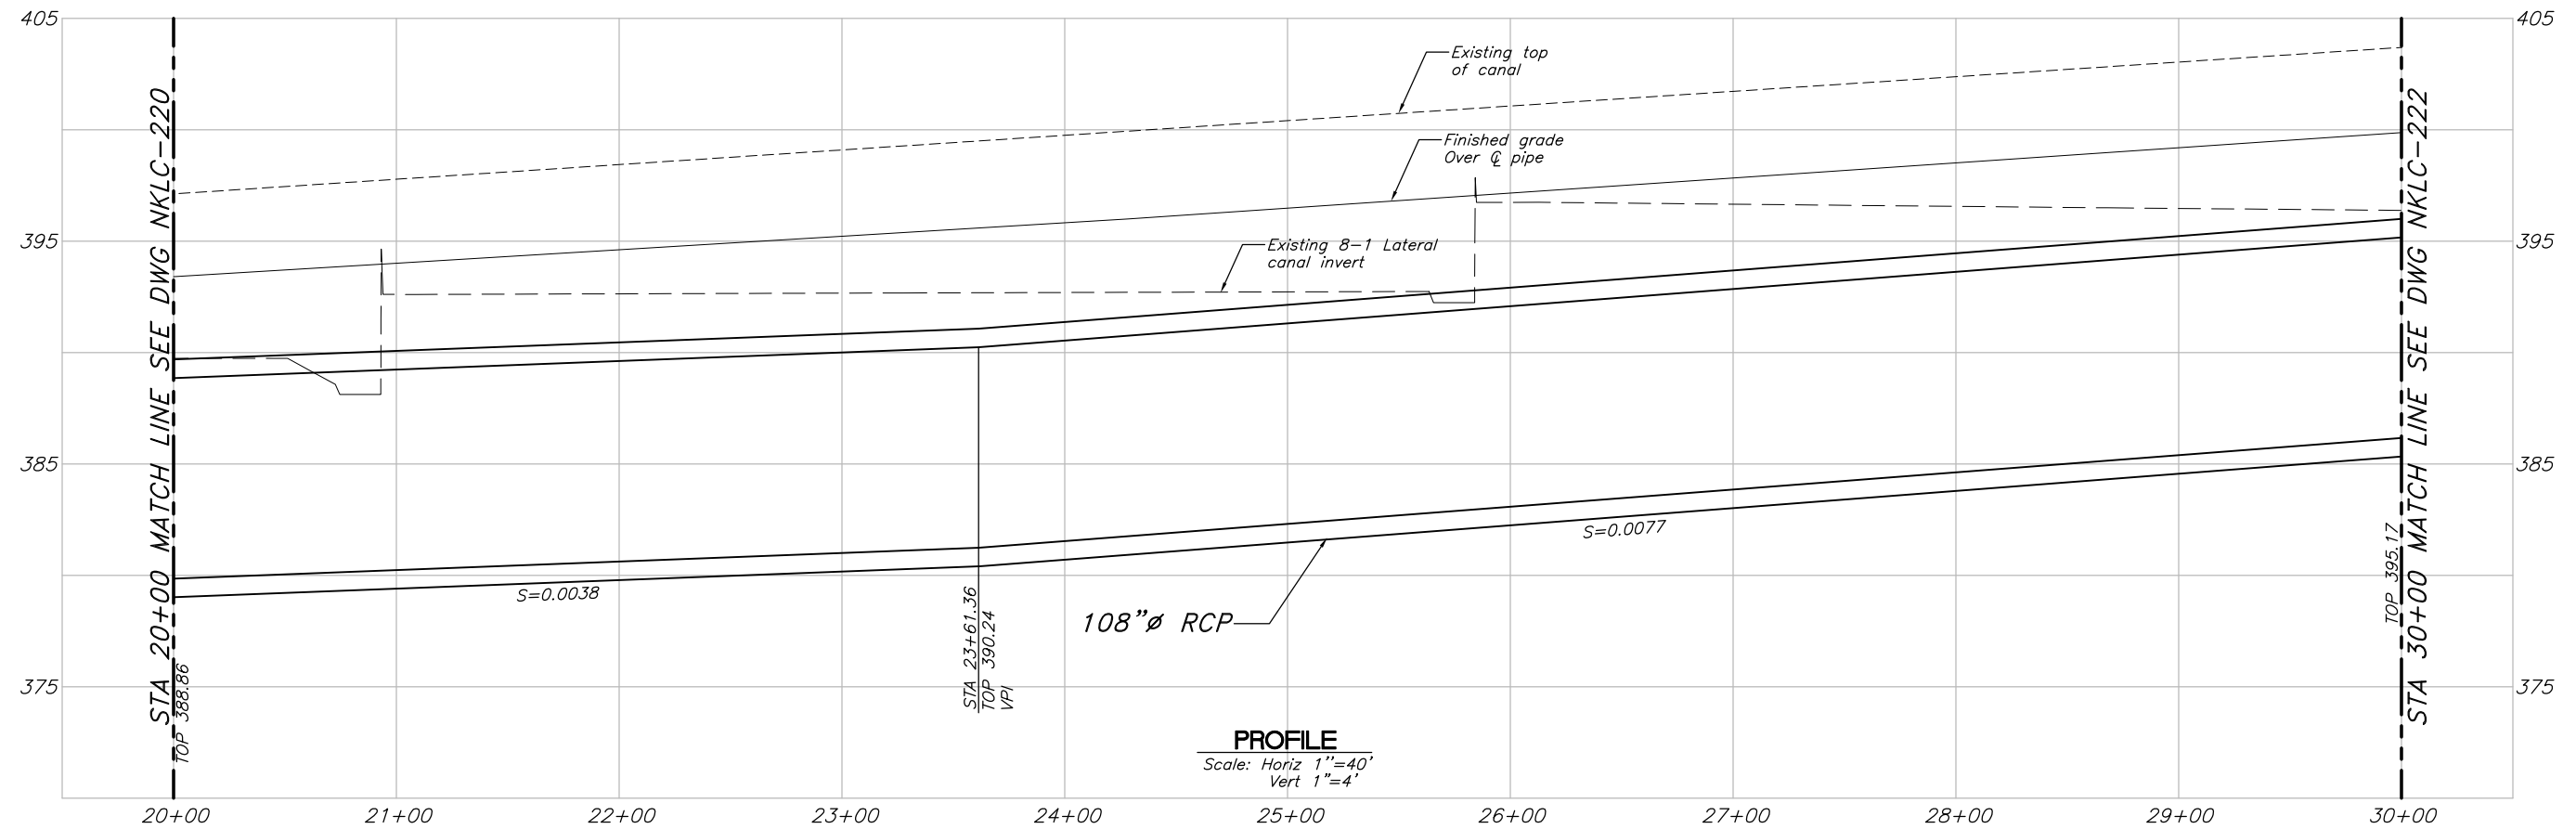 405
405
Existing top
of canal
Finished grade
Over ℄ pipe
395
395
Existing 8-1 Lateral
canal invert
STA 20+00 MATCH LINE SEE DWG NKLC-220
STA 30+00 MATCH LINE SEE DWG NKLC-222
385
385
S=0.0077
TOP 395.17
S=0.0038
108"ø RCP
STA 23+61.36
TOP 390.24
VPI
TOP 388.86
375
375
PROFILE
Scale: Horiz 1"=40'
Vert 1"=4'
20+00
21+00
22+00
23+00
24+00
25+00
26+00
27+00
28+00
29+00
30+00